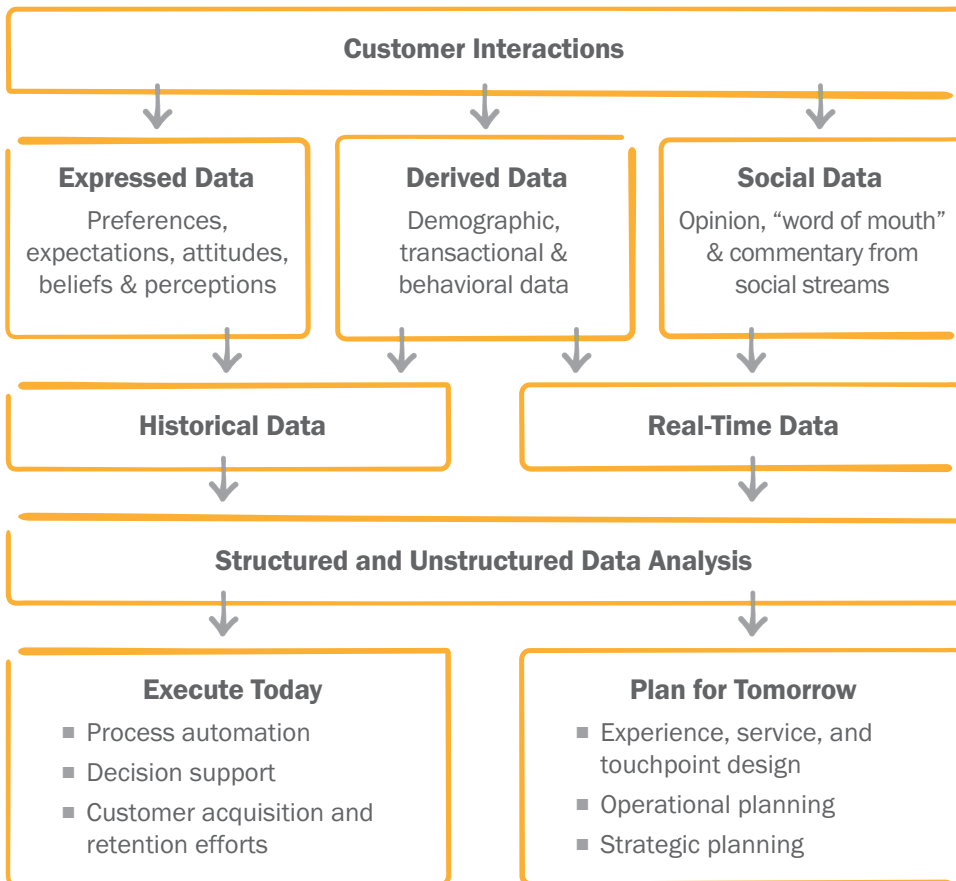 Customer Interactions
Expressed Data
Preferences,
expectations, attitudes,
beliefs & perceptions
Derived Data
Demographic,
transactional &
behavioral data
Social Data
Opinion, “word of mouth”
& commentary from
social streams
Historical Data
Real-Time Data
Structured and Unstructured Data Analysis
Execute Today
■ Process automation
■ Decision support
■ Customer acquisition and
retention efforts
Plan for Tomorrow
■ Experience, service, and
touchpoint design
■ Operational planning
■ Strategic planning